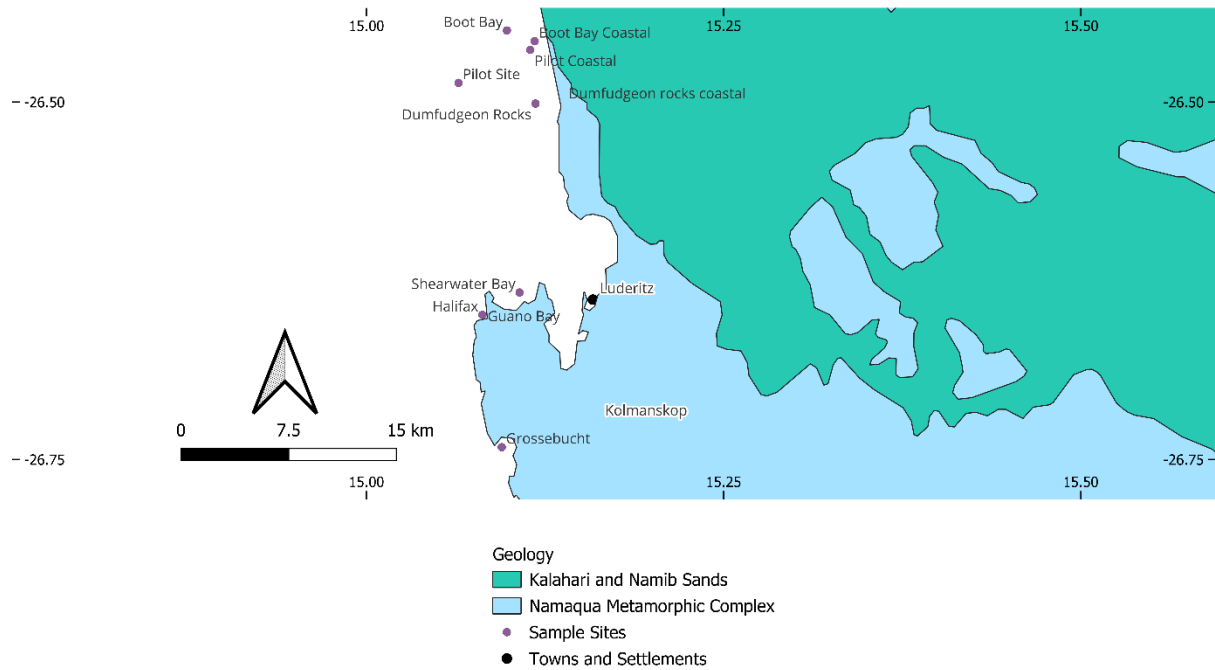 15.00
15.25
15.50
Boot Bay
Boot Bay Coastal
Pilot Coastal
Pilot Site
Dumfudgeon rocks coastal
-26.50
-26.50
Dumfudgeon Rocks
Shearwater Bay
Luderitz
Halifax
Guano Bay
Kolmanskop
0
7.5
15 km
Grossebucht
-26.75
-26.75
15.00
15.25
15.50
Geology
Kalahari and Namib Sands
Namaqua Metamorphic Complex
Sample Sites
Towns and Settlements